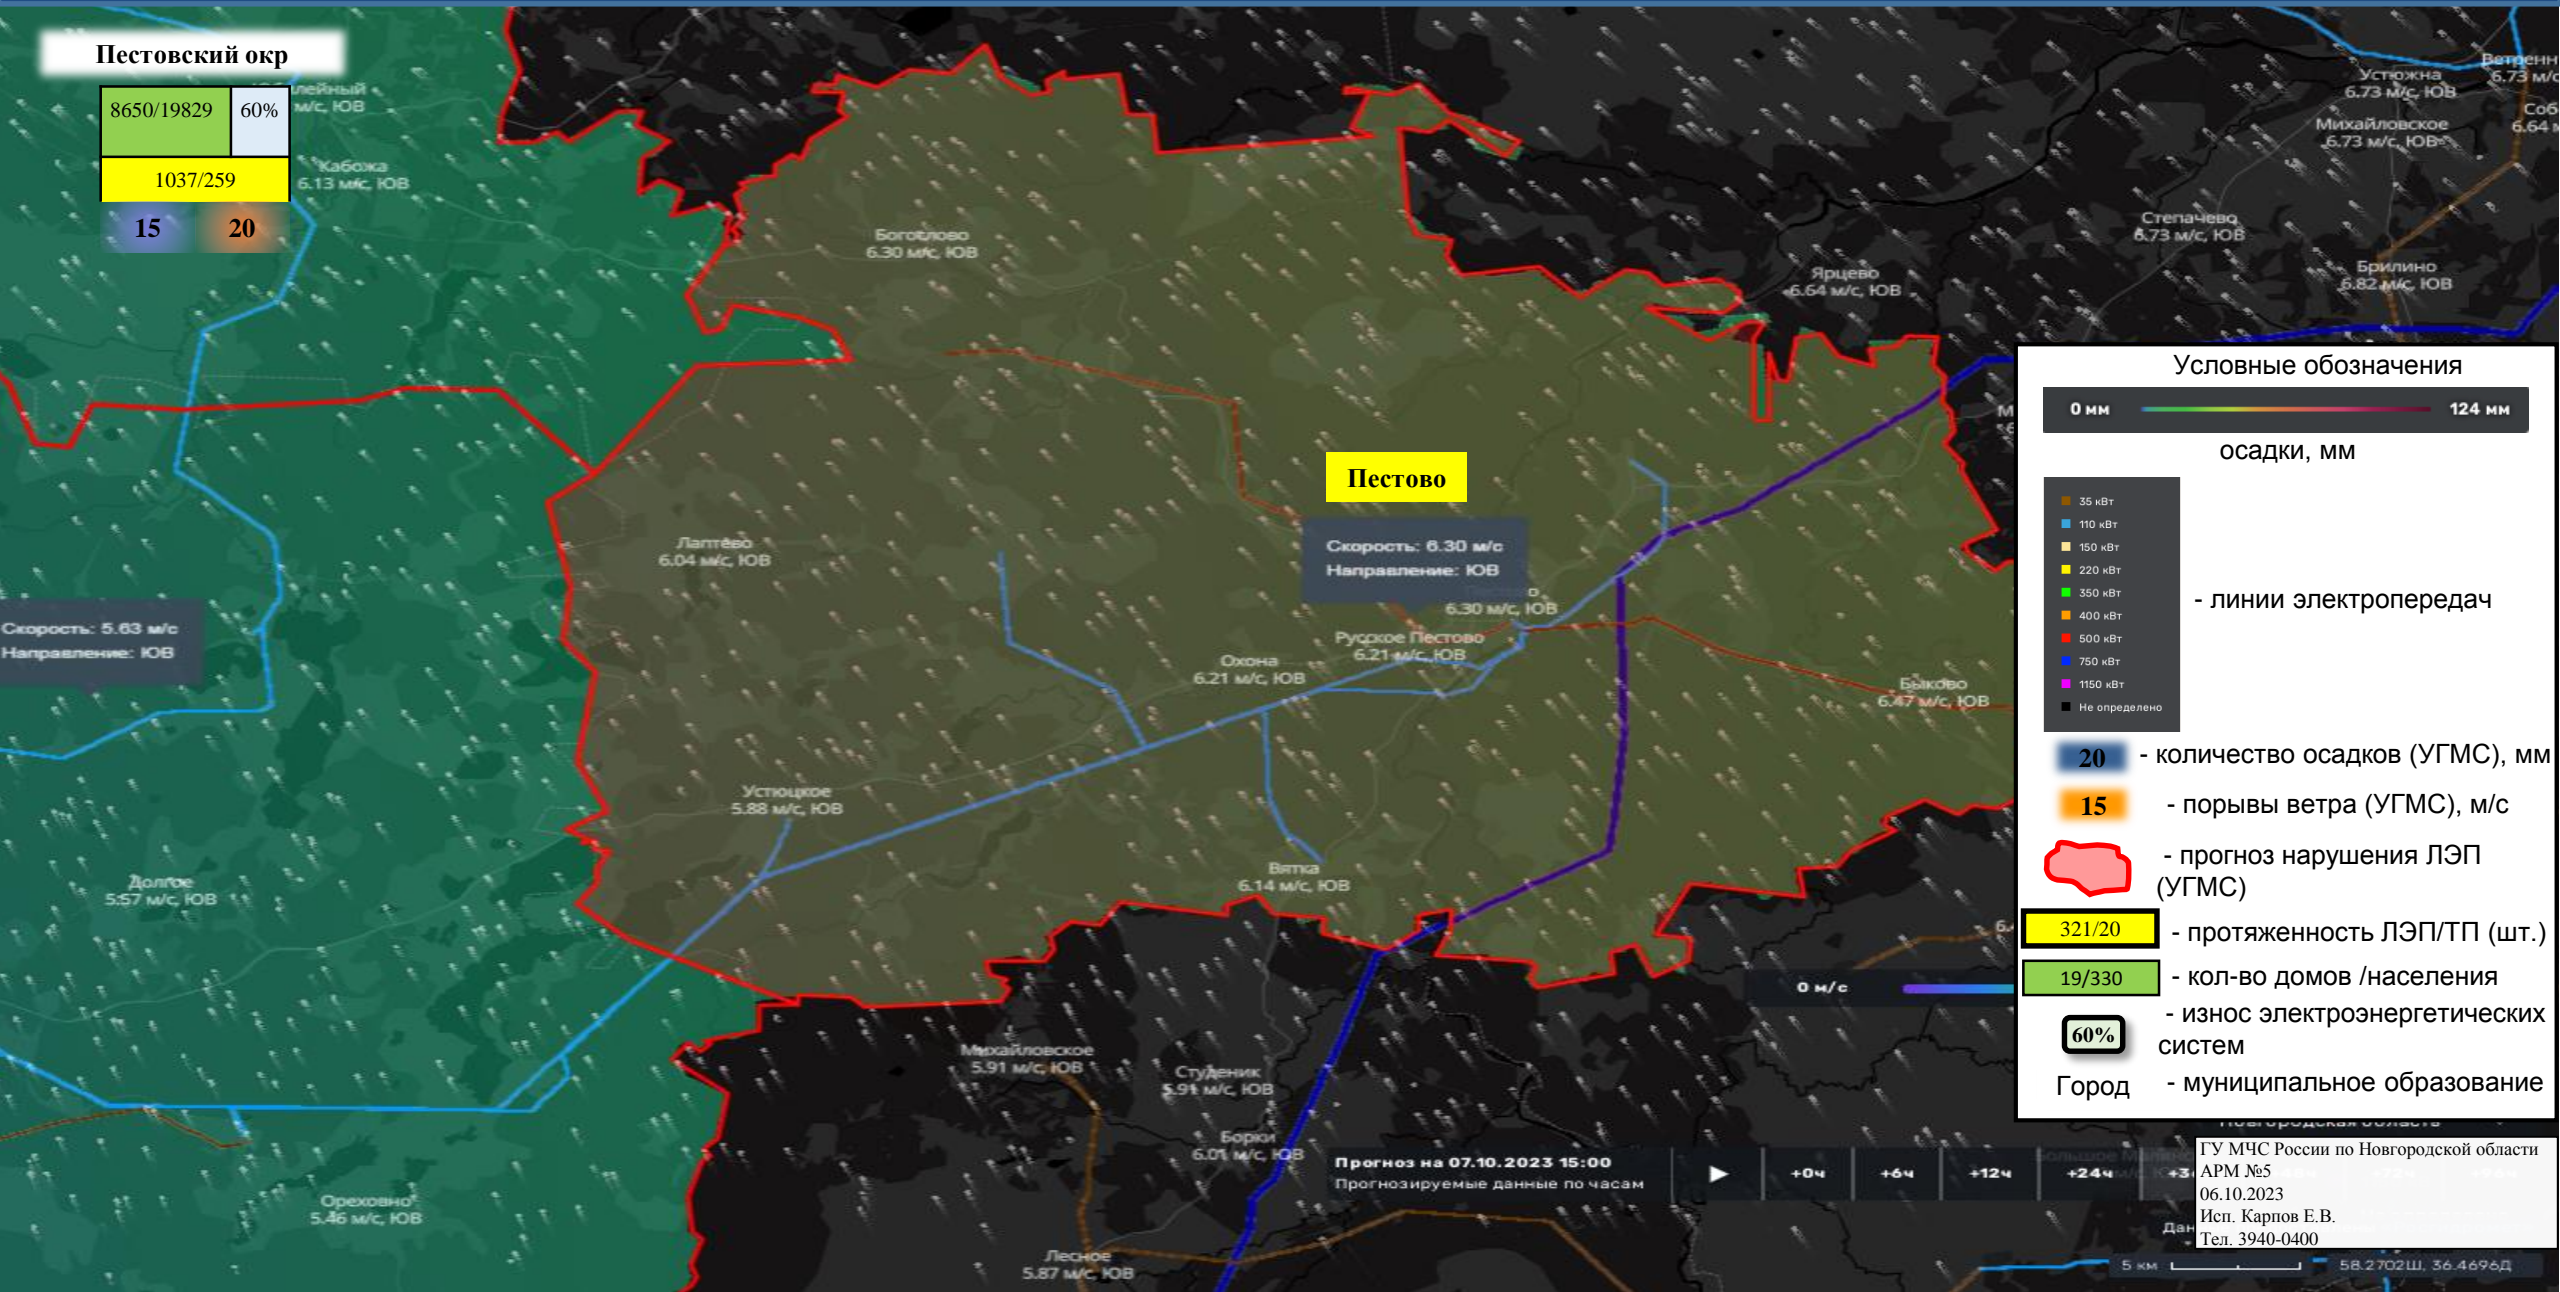 Пестовский окр
8650/19829
60%
1037/259
15
20
м/с, ЮВ
Кабожа
6.13 м/с, ЮВ
Боготлово
6.30 м/с, ЮВ
Устюжна
6.73 м/с, ЮВ
Михайловское
6.73 м/с, ЮВ
Степачево
6.73 м/с, ЮВ
Ярцево
6.64 м/с, ЮВ
Брилино
6.82 м/с, ЮВ
Пестово
Скорость: 6.30 м/с
Направление: ЮВ
6.30 м/с, ЮВ
Лаптево
6.04 м/с, ЮВ
Скорость: 5.63 м/с
Направление: ЮВ
Русское Пестово
6.21 м/с, ЮВ
Охона
6.21 м/с, ЮВ
Быково
6.47 м/с, ЮВ
Устюцкое
5.88 м/с, ЮВ
Вятка
6.14 м/с, ЮВ
Долгое
5.57 м/с, ЮВ
0 м/с
Михайловское
5.91 м/с, ЮВ
Студеник
5.91 м/с, ЮВ
Борки
6.01 м/с, ЮВ
Ореховно
5.46 м/с, ЮВ
Лесное
5.87 м/с, ЮВ
Условные обозначения
0 мм
124 мм
осадки, мм
35 кВт
110 кВт
150 кВт
220 кВт
350 кВт
400 кВт
500 кВт
750 кВт
1150 кВт
Не определено
- линии электропередач
20 - количество осадков (УГМС), мм
15 - порывы ветра (УГМС), м/с
- прогноз нарушения ЛЭП
(УГМС)
321/20 - протяженность ЛЭП/ТП (шт.)
19/330 - кол-во домов /населения
60% - износ электроэнергетических
систем
Город - муниципальное образование
Прогноз на 07.10.2023 15:00
Прогнозируемые данные по часам
+0ч
+6ч
+12ч
+24ч
ГУ МЧС России по Новгородской области
АРМ №5
06.10.2023
Исп. Карпов Е.В.
Тел. 3940-0400
5 км
58.2702Ш, 36.4696Д